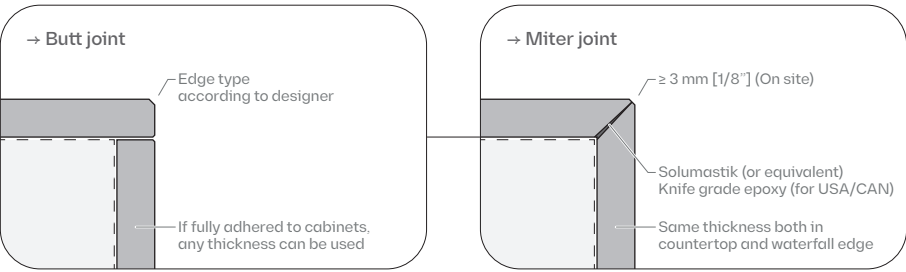 → Butt joint
Edge type
according to designer
If fully adhered to cabinets,
any thickness can be used
→ Miter joint
≥ 3 mm [1/8”] (On site)
Solumastik (or equivalent)
Knife grade epoxy (for USA/CAN)
Same thickness both in
countertop and waterfall edge